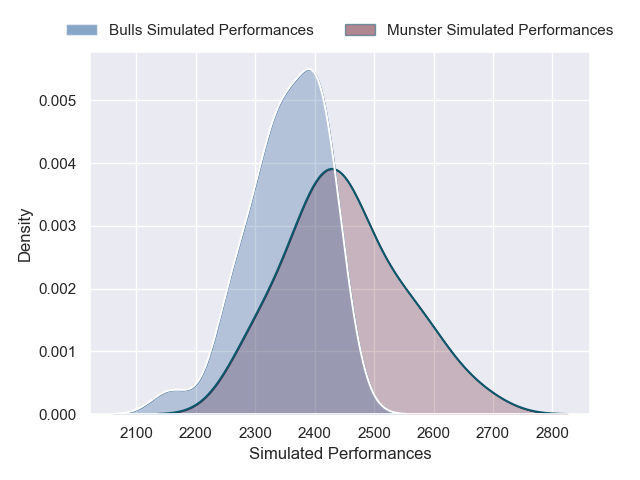 Bulls Simulated Performances Munster Simulated Performances
0.005
0.004
0.003
0.002
0.001
0.000
Density
2100 2200 2300 2400 2500 2600 2700 2800
Simulated Performances